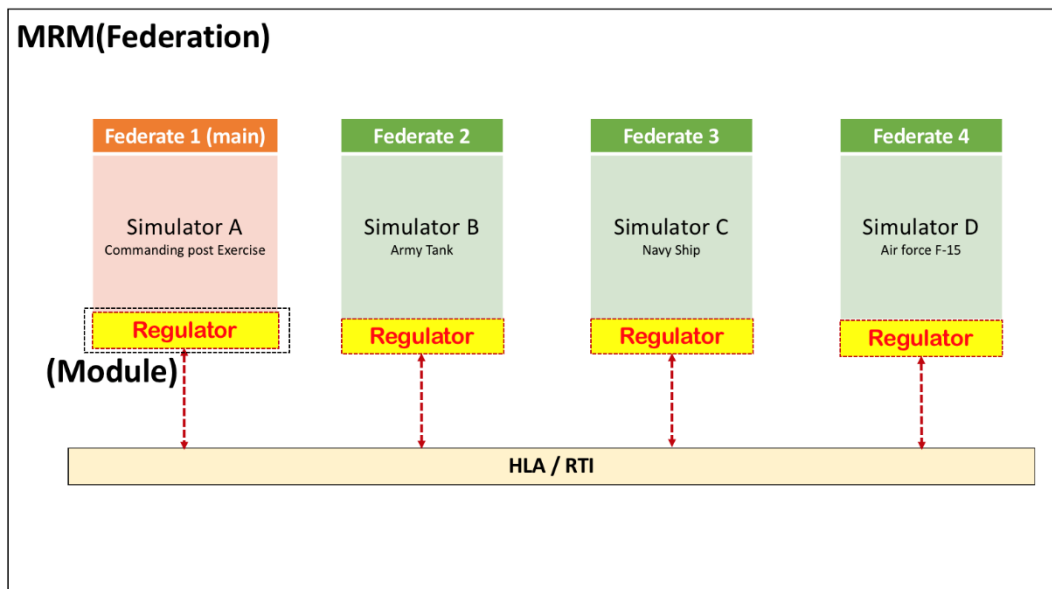 MRM(Federation)
Federate 1 (main)
Simulator A
Commanding post Exercise
Regulator
(Module)
Federate 2
Simulator B
Army Tank
Regulator
Federate 3
Simulator C
Navy Ship
Regulator
Federate 4
Simulator D
Air force F-15
Regulator
HLA / RTI